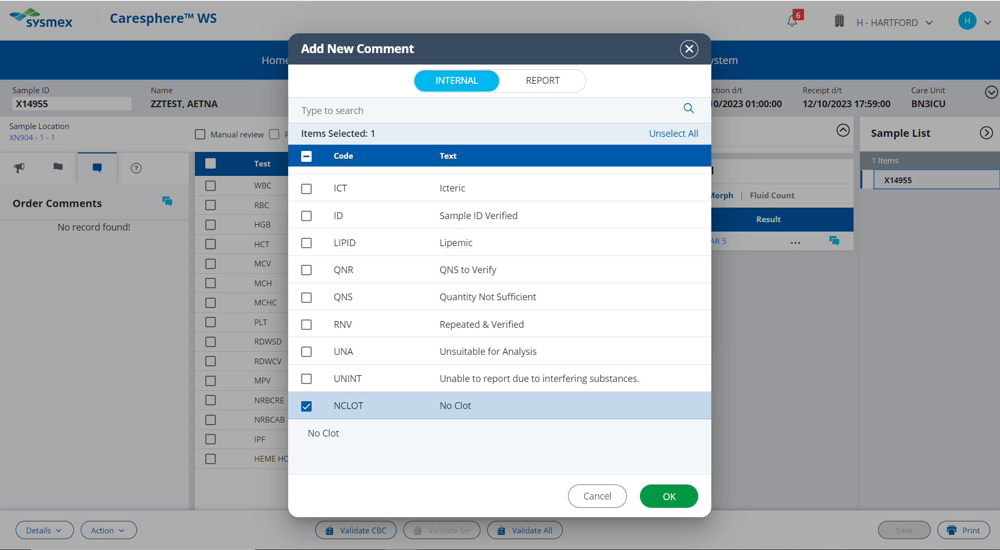 sysmex
Caresphere™ WS
6
H - HARTFORD
H
Home
Add New Comment
INTERNAL
REPORT
Type to search
Items Selected: 1
Unselect All
Code
Text
ICT
Icteric
ID
Sample ID Verified
LIPID
Lipemic
QNR
QNS to Verify
QNS
Quantity Not Sufficient
RNV
Repeated & Verified
UNA
Unsuitable for Analysis
UNINT
Unable to report due to interfering substances.
NCLOT
No Clot
No Clot
Cancel
OK
ystem
Sample ID
X14955
Name
ZZTEST, AETNA
ction d/t
10/2023 01:00:00
Receipt d/t
12/10/2023 17:59:00
Care Unit
BN3ICU
Sample Location
XN904 - 1 - 1
Manual review
Order Comments
No record found!
Test
WBC
RBC
HGB
HCT
MCV
MCH
MCHC
PLT
RDWSD
RDWCV
MPV
NRBCRE
NRBCAB
IPF
HEME HO
Morph | Fluid Count
Result
AR 5
...
Sample List
1 Items
X14955
Details
Action
Validate CBC
Validate Sel
Validate All
Save
Print